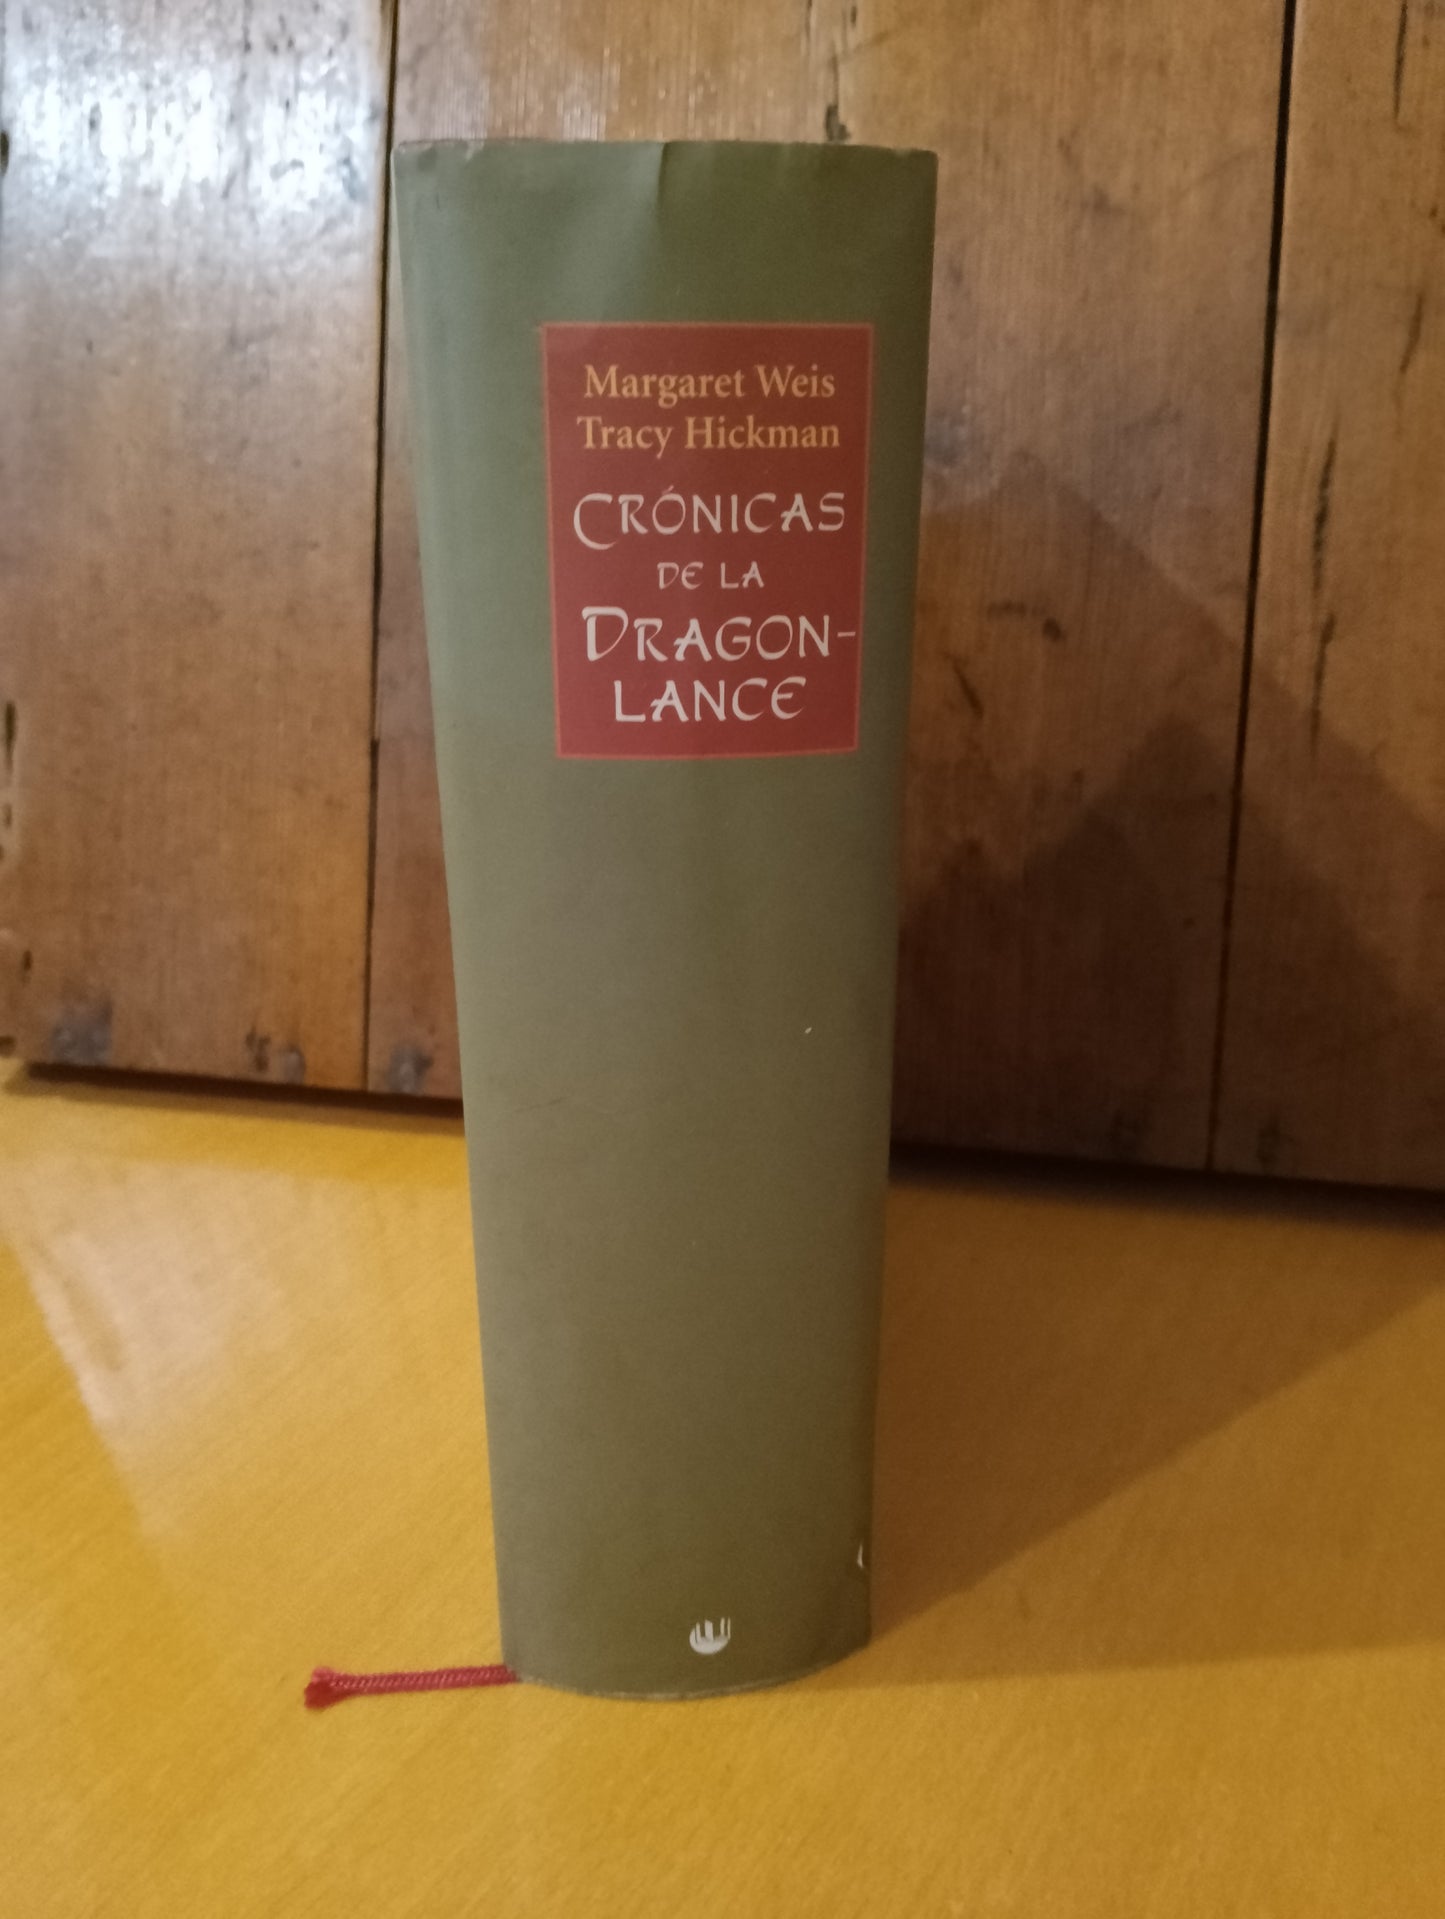 Margaret Weis
Tracy Hickman
CRÓNICAS
DE LA
DRAGON-
LANCE